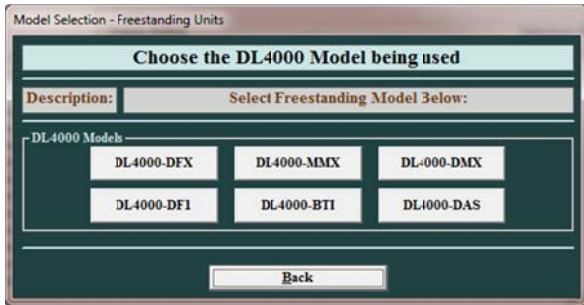 Model Selection - Freestanding Units
Choose the DL4000 Model being used
Description: Select Freestanding Model Below:
DL4000 Models
DL4000-DFX DL4000-MMX DL4000-DMX
DL4000-DF1 DL4000-BTI DL4000-DAS
Back